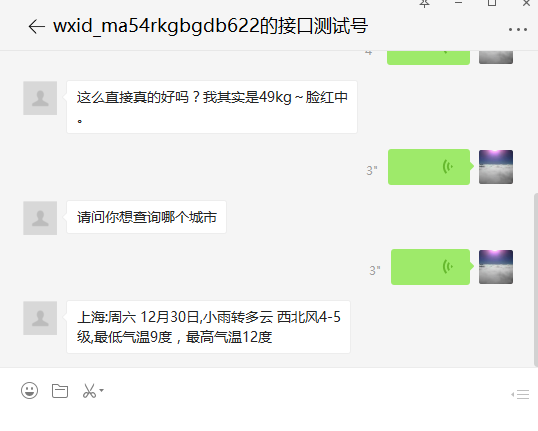 wxid_ma54rkgbgdb622的接口测试号
4"
这么直接真的好吗？我其实是49kg～脸红中
。
3"
请问你想查询哪个城市
3"
上海:周六 12月30日,小雨转多云 西北风4-5
级,最低气温9度，最高气温12度